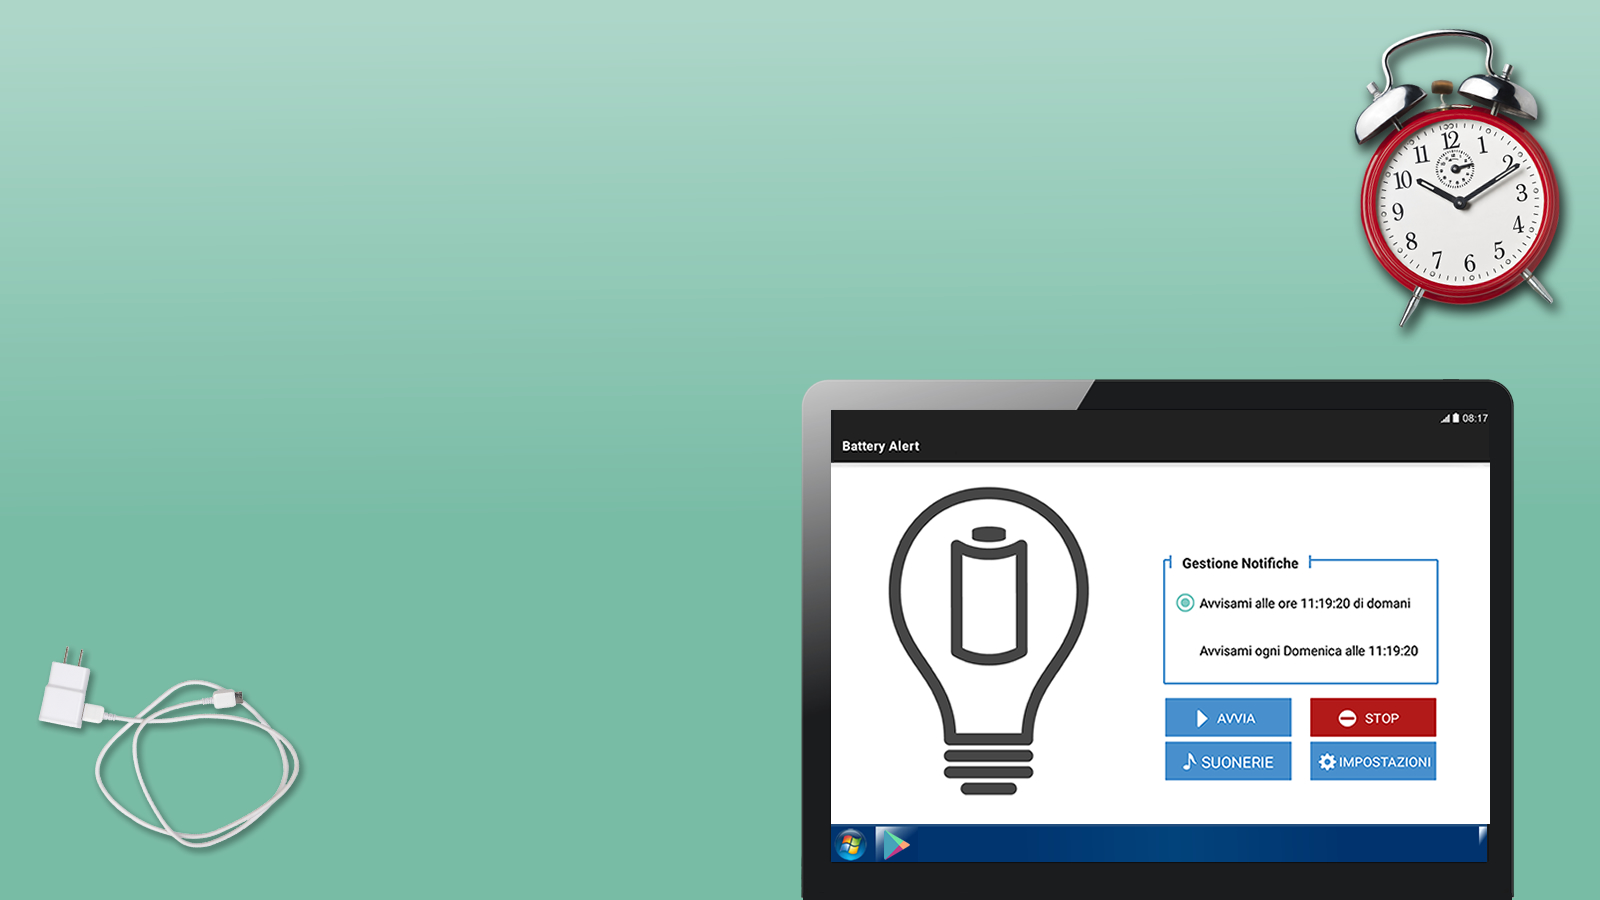 12
1
2
3
4
5
6
7
8
9
10
11
08:17
Battery Alert
Gestione Notifiche
Avvisami alle ore 11:19:20 di domani
Avvisami ogni Domenica alle 11:19:20
AVVIA
STOP
SUONERIE
IMPOSTAZIONI